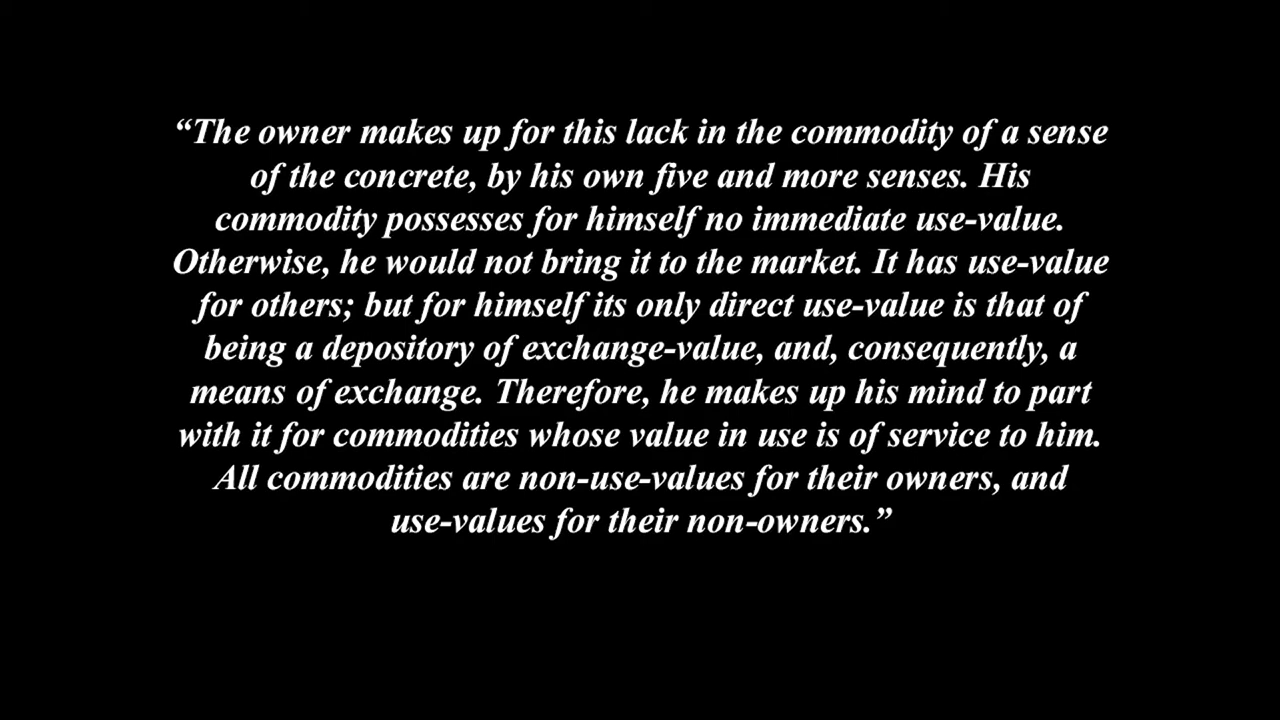 “The owner makes up for this lack in the commodity of a sense
of the concrete, by his own five and more senses. His
commodity possesses for himself no immediate use-value.
Otherwise, he would not bring it to the market. It has use-value
for others; but for himself its only direct use-value is that of
being a depository of exchange-value, and, consequently, a
means of exchange. Therefore, he makes up his mind to part
with it for commodities whose value in use is of service to him.
All commodities are non-use-values for their owners, and
use-values for their non-owners.”